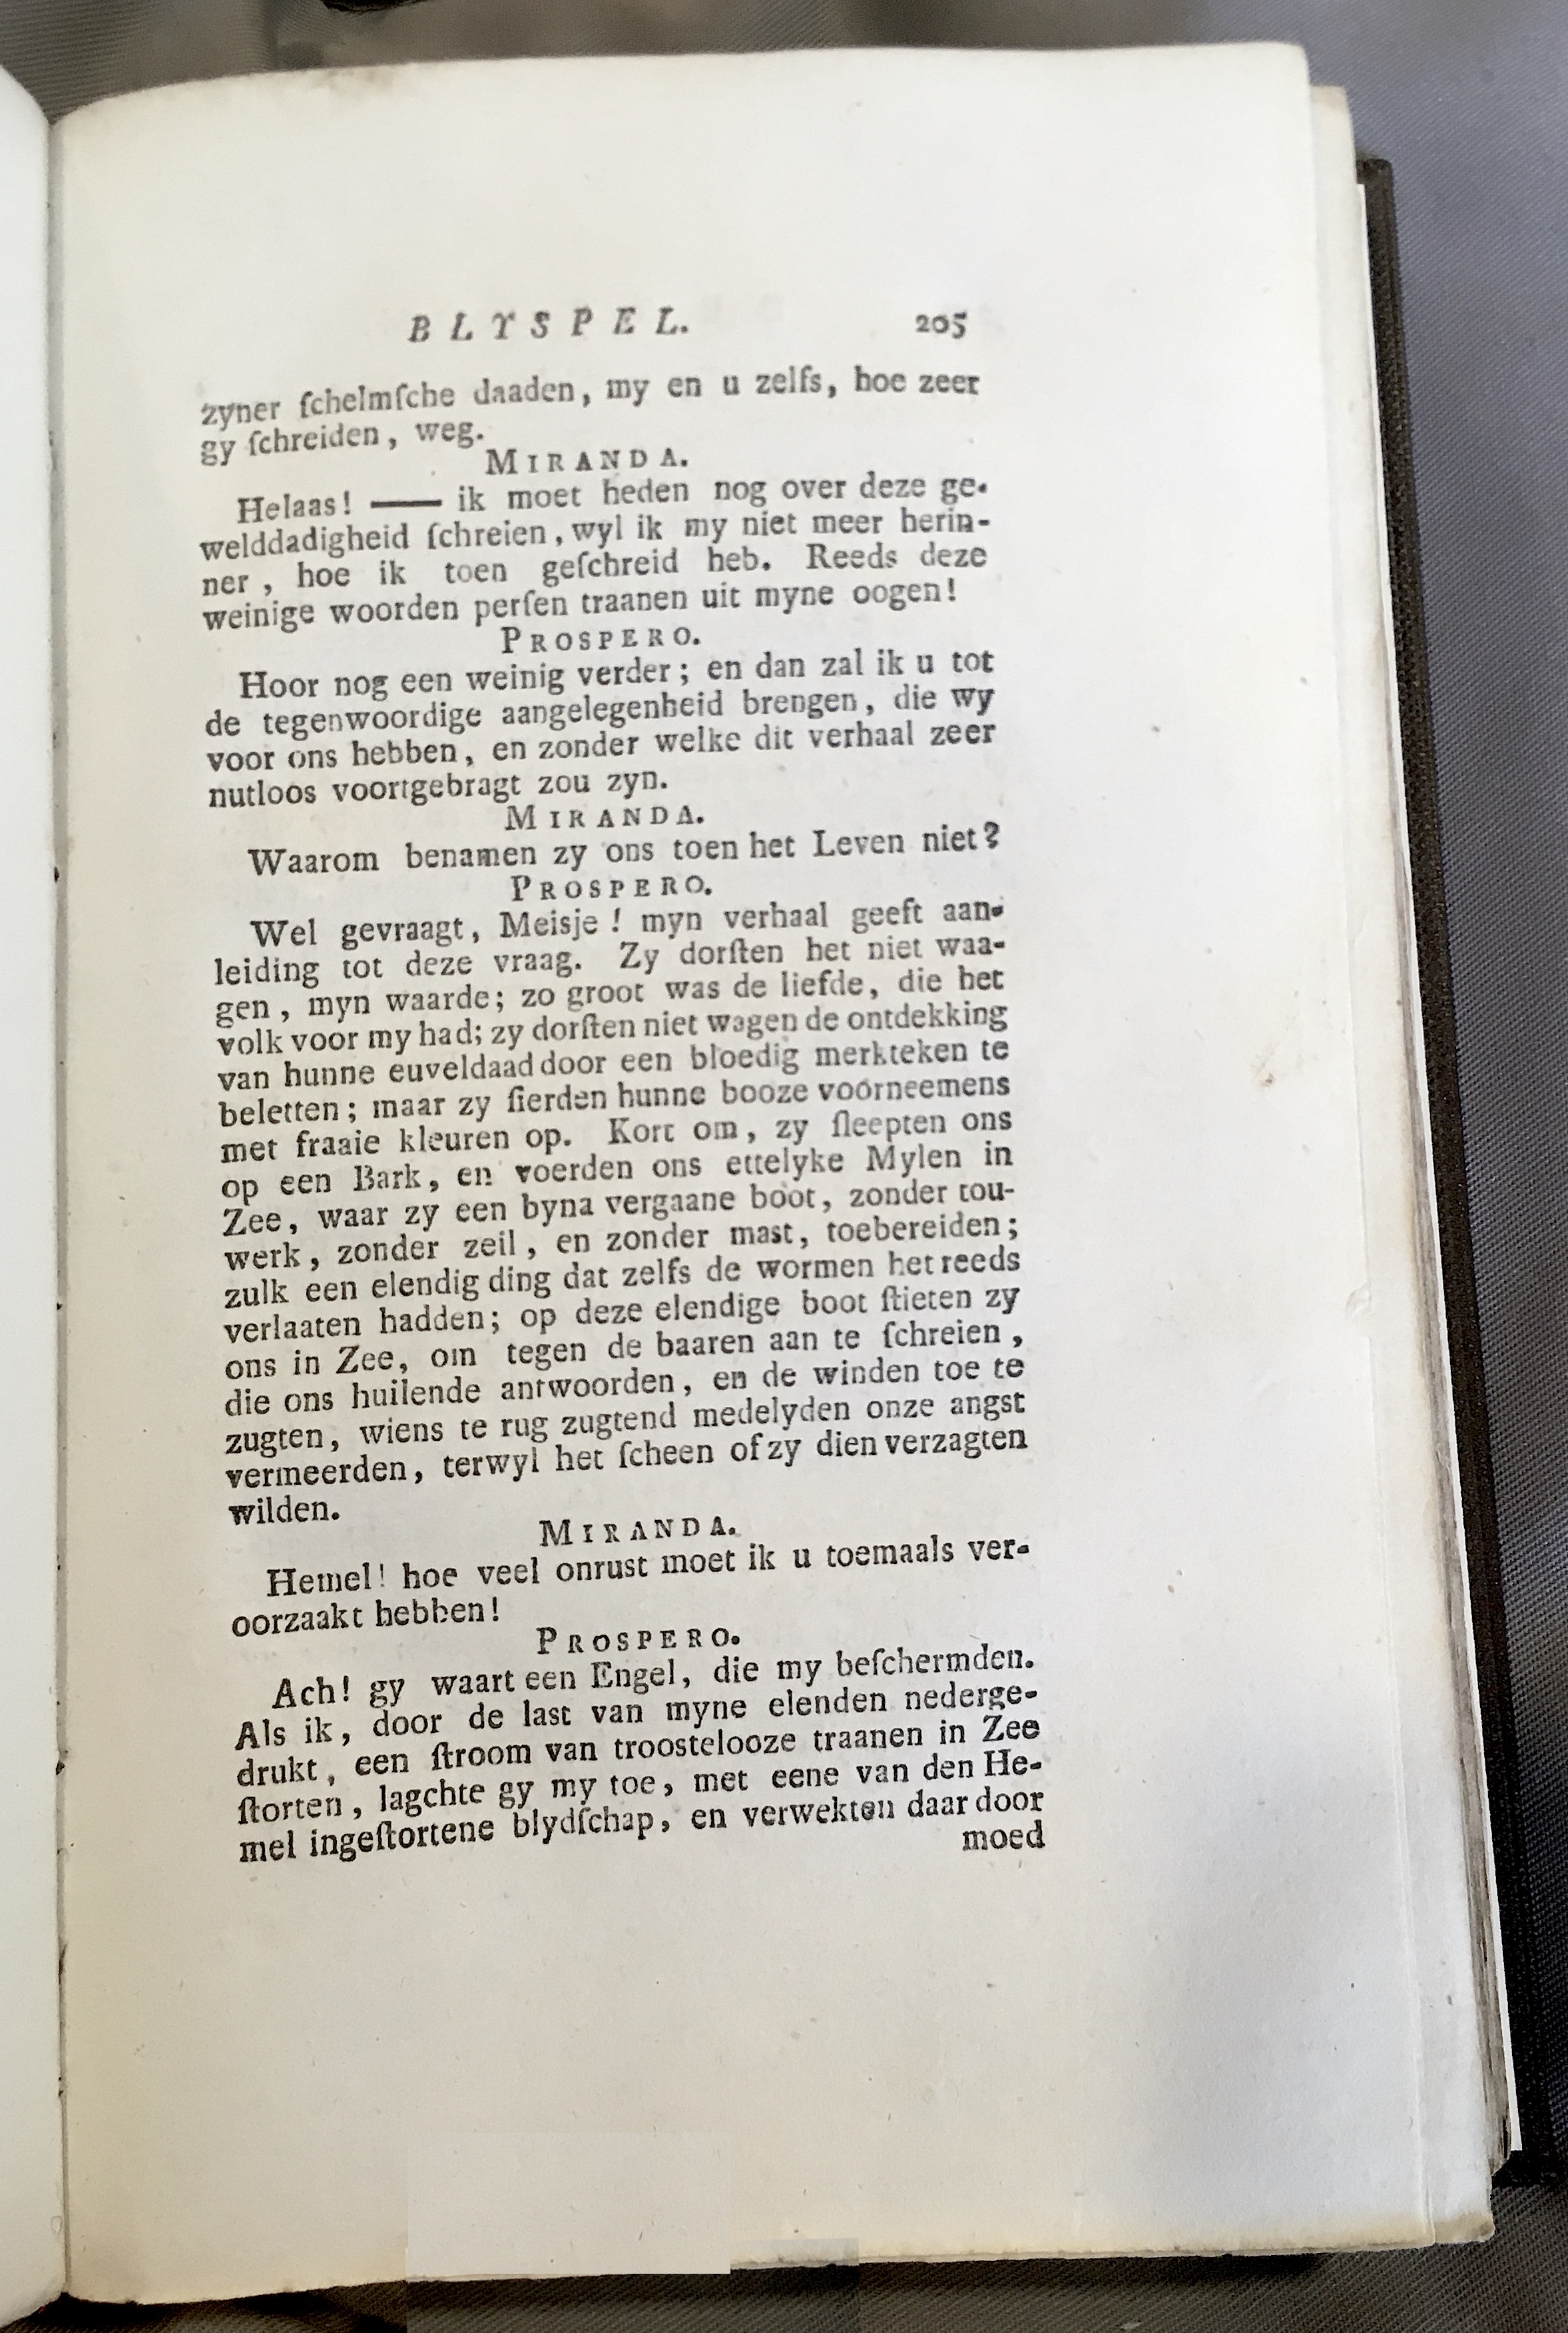 BLYSPEL. 205
zyner ſchelmſche daaden, my en u zelfs, hoe zeer
gy ſchreiden, weg.
MIRANDA.
Helaas! —— ik moet heden nog over deze ge-
welddadigheid ſchreien, wyl ik my niet meer herin-
ner, hoe ik toen geſchreid heb. Reeds deze
weinige woorden perſen traanen uit myne oogen!
PROSPERO.
Hoor nog een weinig verder; en dan zal ik u tot
de tegenwoordige aangelegenheid brengen, die wy
voor ons hebben, en zonder welke dit verhaal zeer
nutloos voortgebragt zou zyn.
MIRANDA.
Waarom benamen zy ons toen het Leven niet?
PROSPERO.
Wel gevraagt, Meisje! myn verhaal geeft aan-
leiding tot deze vraag. Zy dorſten het niet waa-
gen, myn waarde; zo groot was de liefde, die het
volk voor my had; zy dorſten niet wagen de ontdekking
van hunne euveldaad door een bloedig merkteken te
beletten; maar zy ſierden hunne booze voorneemens
met fraaie kleuren op. Kort om, zy ſleepten ons
op een Bark, en voerden ons ettelyke Mylen in
Zee, waar zy een byna vergaane boot, zonder tou-
werk, zonder zeil, en zonder mast, toebereiden;
zulk een elendig ding dat zelfs de wormen het reeds
verlaaten hadden; op deze elendige boot ſtieten zy
ons in Zee, om tegen de baaren aan te ſchreien,
die ons huilende antwoorden, en de winden toe te
zugten, wiens te rug zugtend medelyden onze angst
vermeerden, terwyl het ſcheen of zy dien verzagten
wilden.
MIRANDA.
Hemel! hoe veel onrust moet ik u toemaals ver-
oorzaakt hebben!
PROSPERO.
Ach! gy waart een Engel, die my beſchermden.
Als ik, door de last van myne elenden nederge-
drukt, een ſtroom van troostelooze traanen in Zee
ſtorten, lagchte gy my toe, met eene van den He-
mel ingeſtortene blydſchap, en verwekten daar door
moed